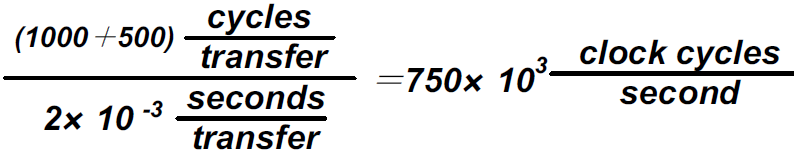 (1000+500) cycles
transfer
2× 10 -3 seconds
transfer
=750× 10 3 clock cycles
second